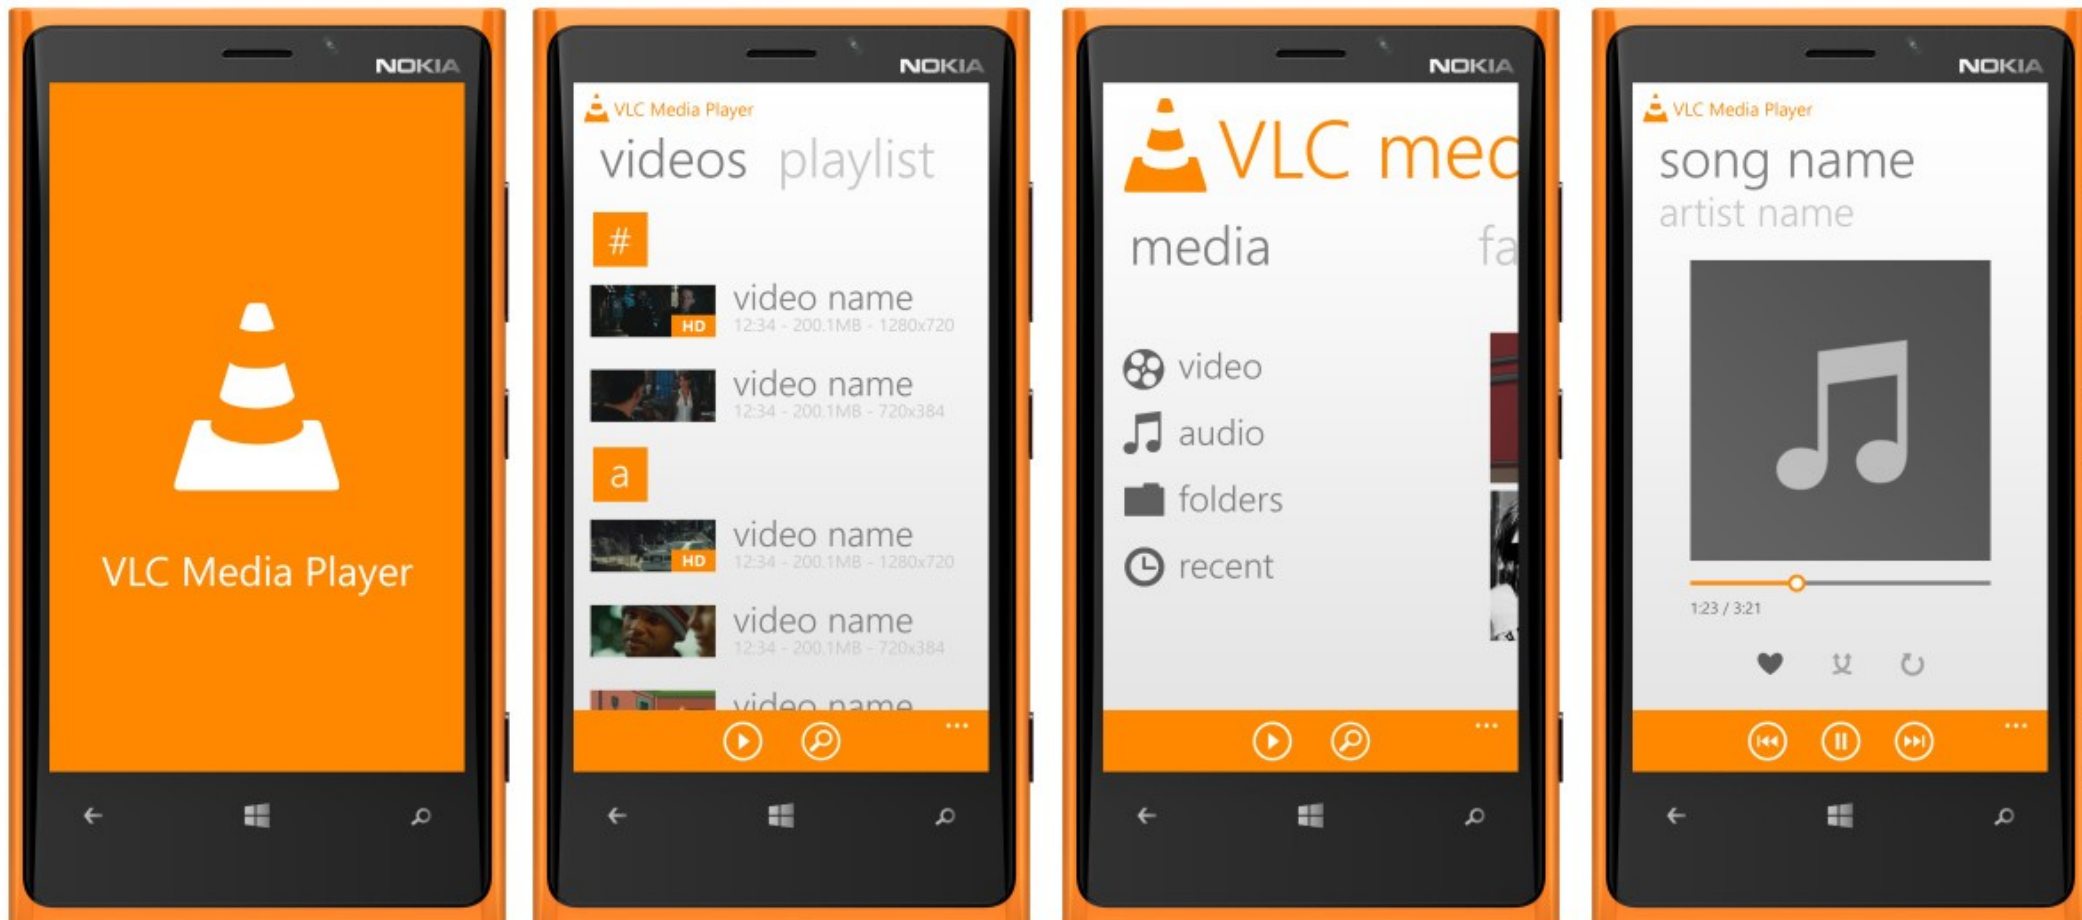 NOKIA
VLC Media Player
NOKIA
VLC Media Player
videos playlist
#
video name
12:34 - 200.1MB - 1280x720
HD
video name
12:34 - 200.1MB - 720x384
a
video name
12:34 - 200.1MB - 1280x720
HD
video name
12:34 - 200.1MB - 720x384
video name
NOKIA
VLC med
media fa
video
audio
folders
recent
NOKIA
VLC Media Player
song name
artist name
1:23 / 3:21